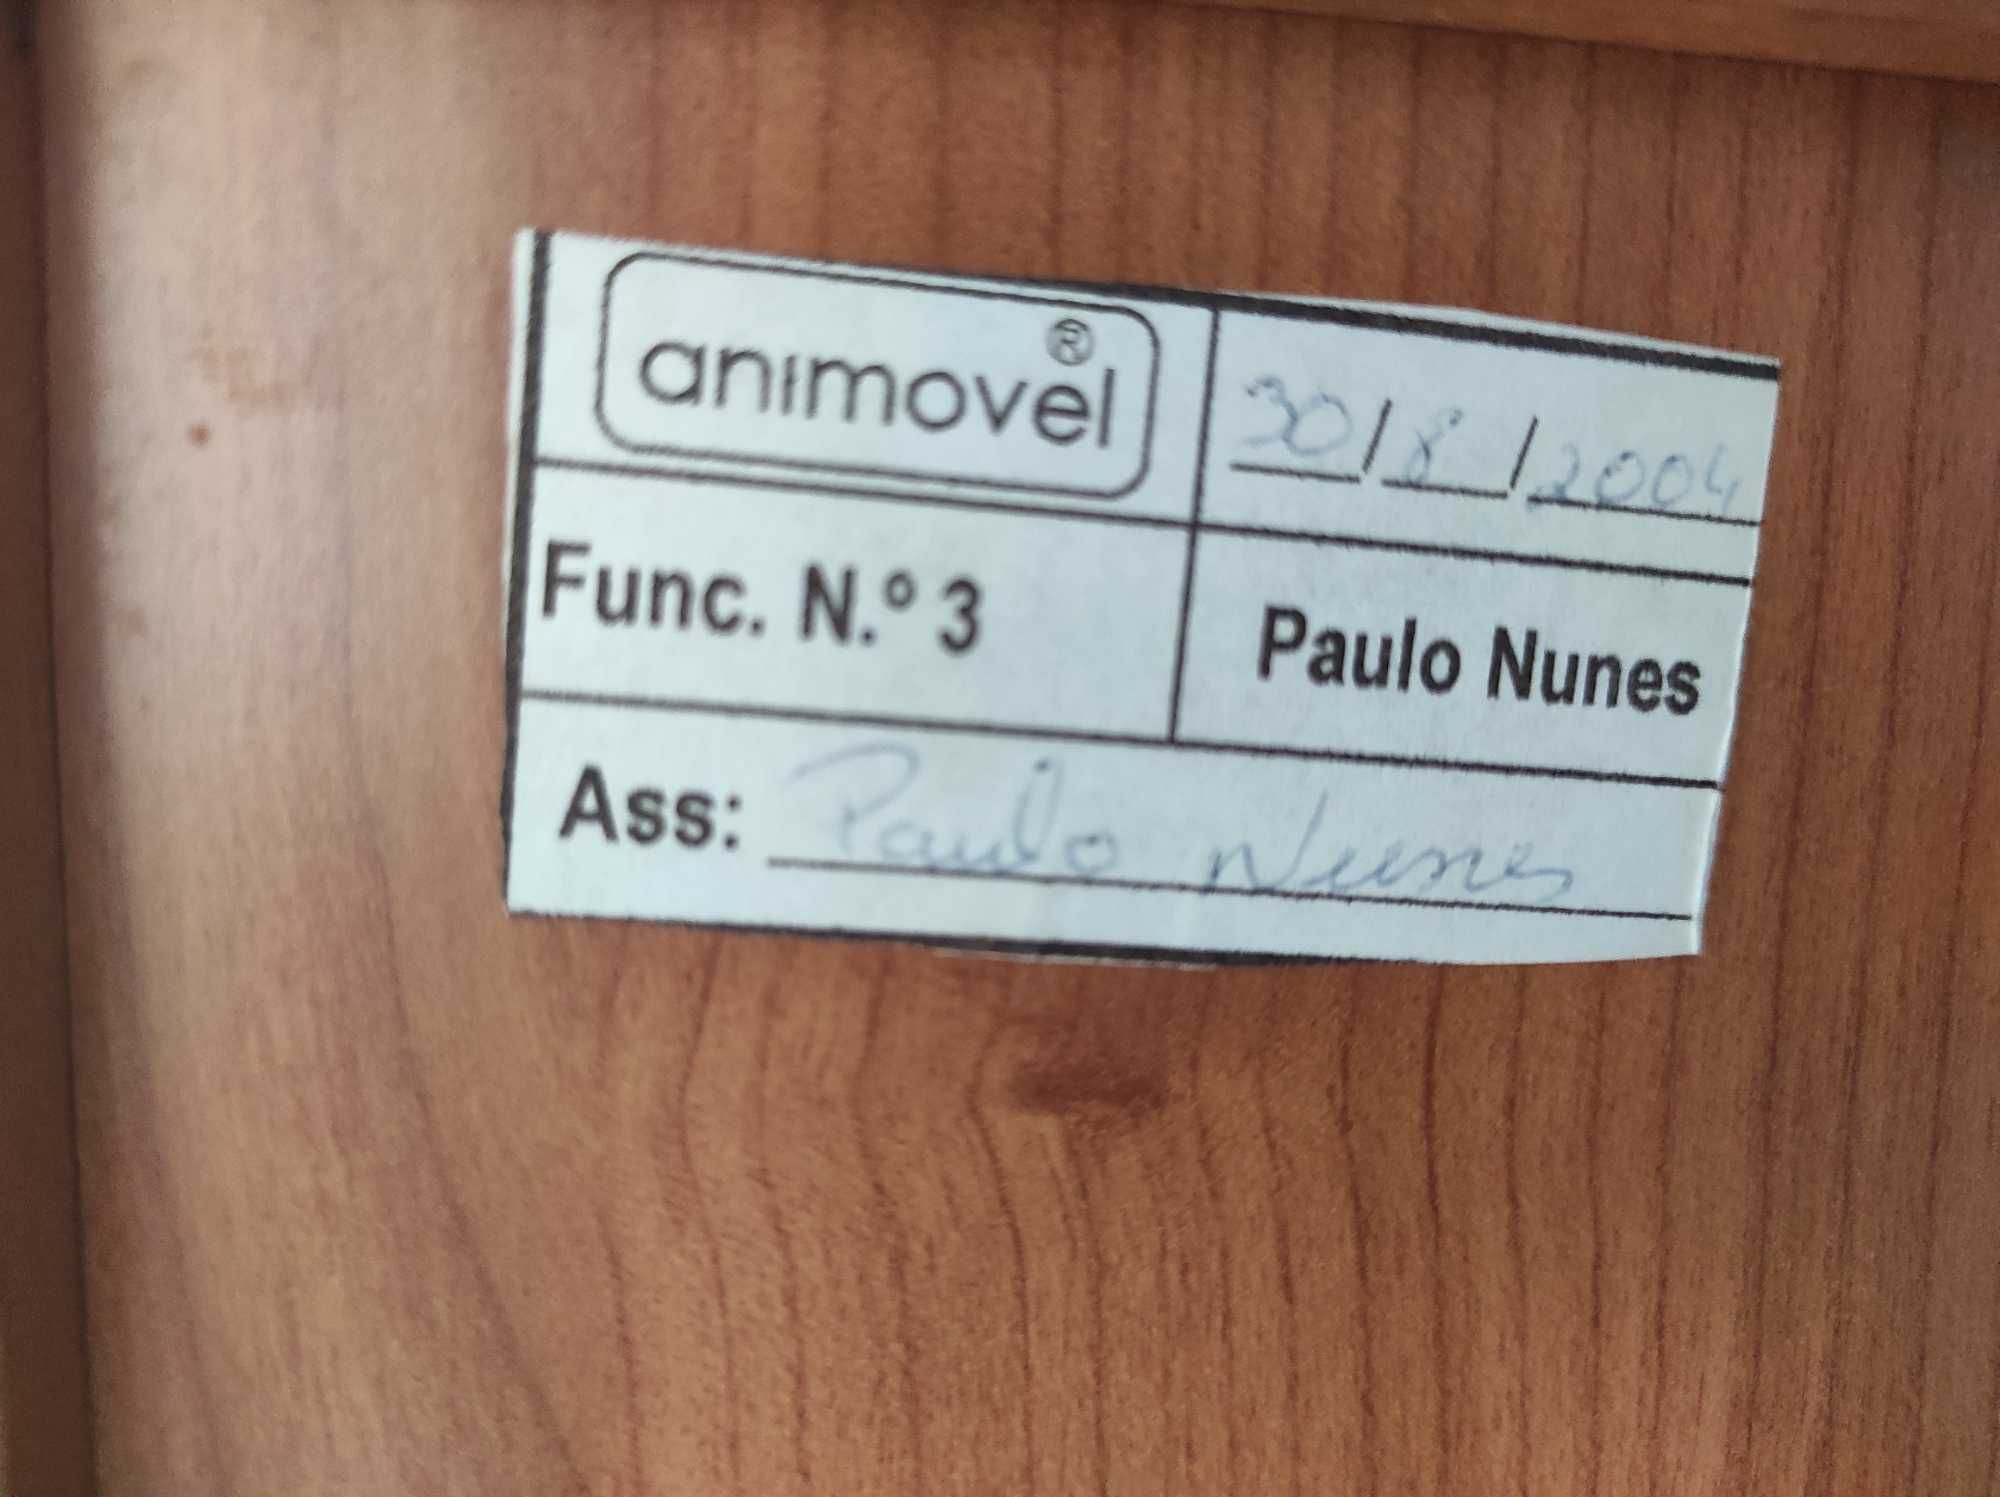 animovel®
30/8/2004
Func. N.º 3
Paulo Nunes
Ass: Paulo Nunes